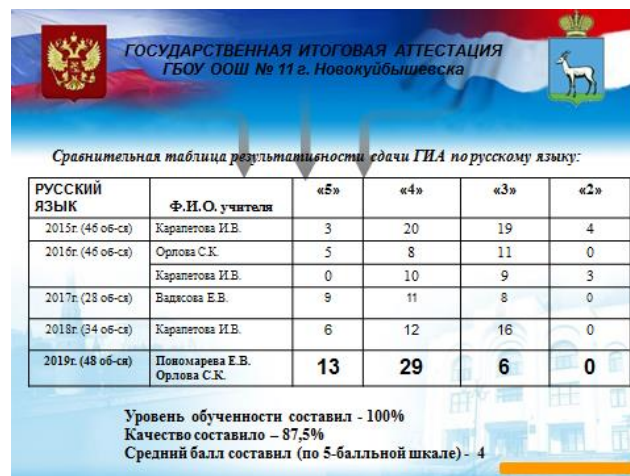 ГОСУДАРСТВЕННАЯ ИТОГОВАЯ АТТЕСТАЦИЯ
ГБОУ ООШ № 11 г. Новокуйбышевска
Сравнительная таблица результативности сдачи ГИА по русскому языку:
РУССКИЙ ЯЗЫК Ф.И.О. учителя «5» «4» «3» «2»
2015г. (46 об-ся) Карапетова И.В. 3 20 19 4
2016г. (46 об-ся) Орлова С.К. 5 8 11 0
Карапетова И.В. 0 10 9 3
2017г. (28 об-ся) Вадясова Е.В. 9 11 8 0
2018г. (34 об-ся) Карапетова И.В. 6 12 16 0
2019г. (48 об-ся) Пономарева Е.В. Орлова С.К. 13 29 6 0
Уровень обученности составил - 100%
Качество составило – 87,5%
Средний балл составил (по 5-балльной шкале) - 4